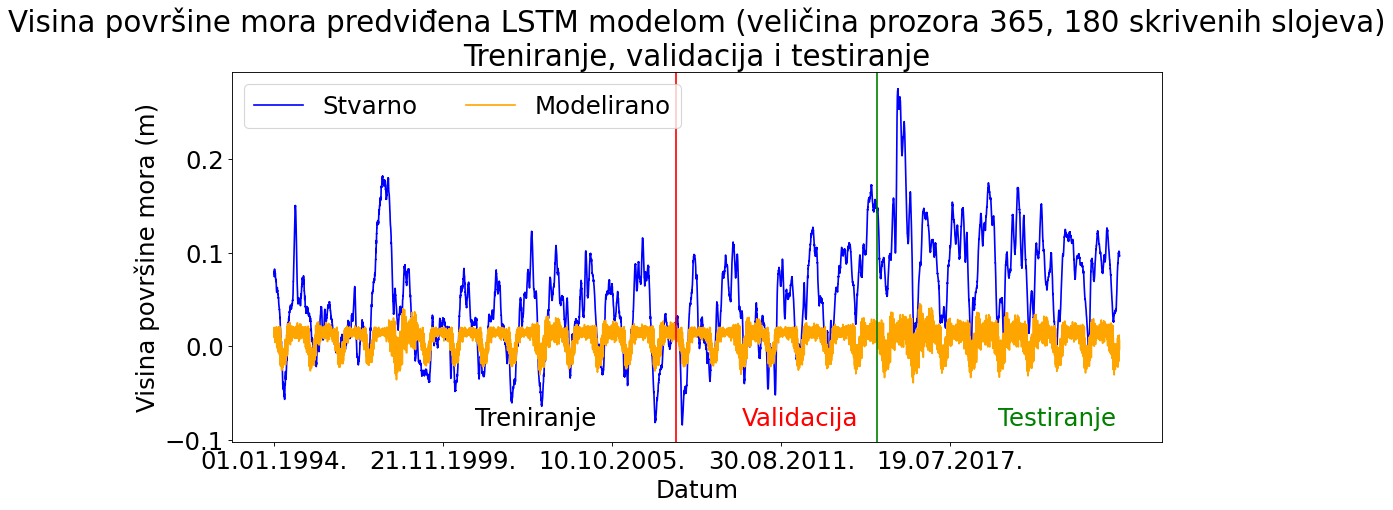 Visina površine mora predviđena LSTM modelom (veličina prozora 365, 180 skrivenih slojeva)
Treniranje, validacija i testiranje
Stvarno
Modelirano
Visina površine mora (m)
0.2
0.1
0.0
−0.1
Treniranje
Validacija
Testiranje
01.01.1994.
21.11.1999.
10.10.2005.
30.08.2011.
19.07.2017.
Datum